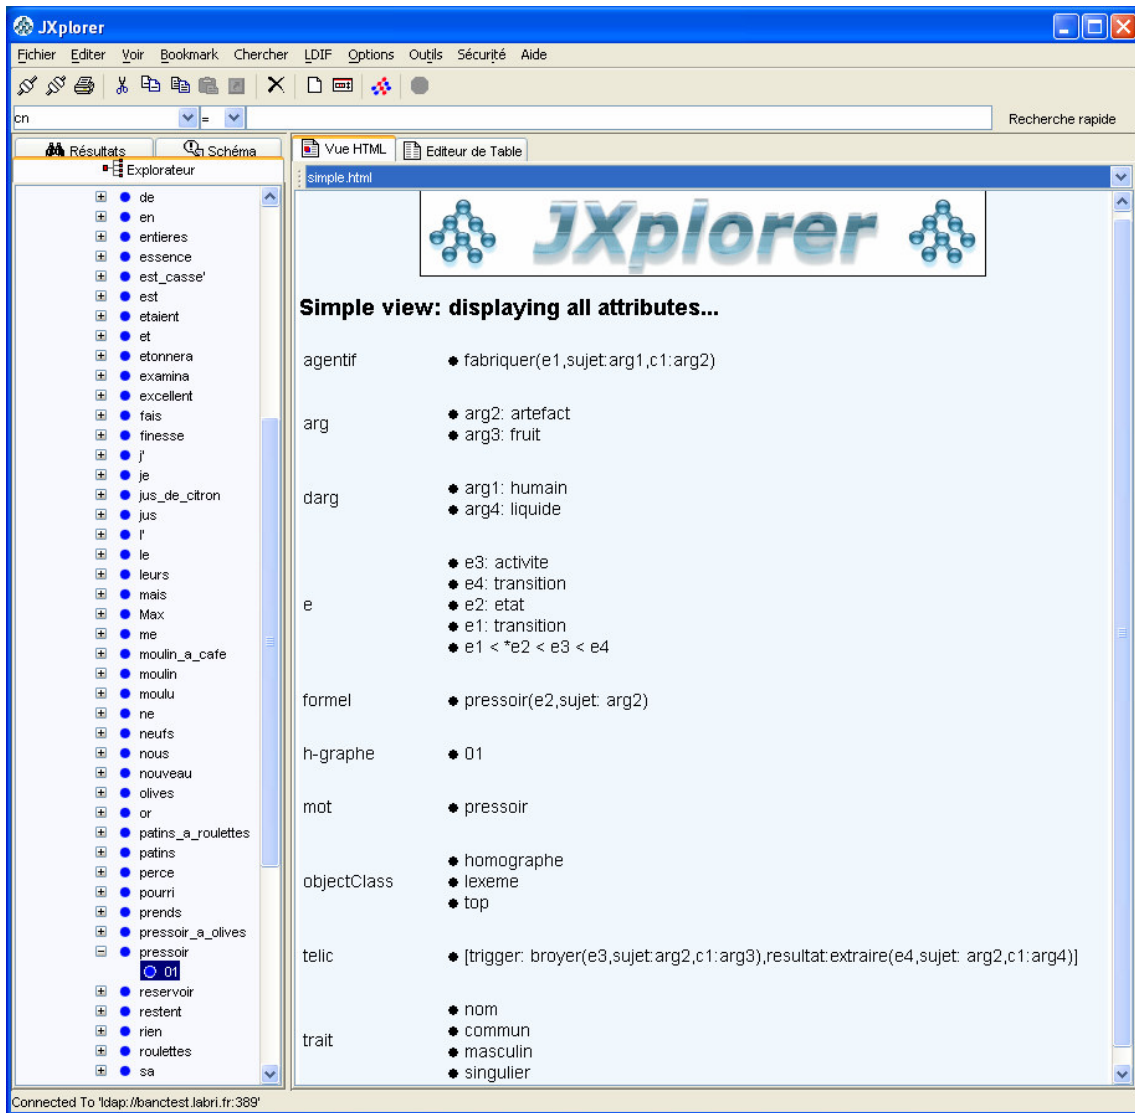 JXplorer
Fichier Editer Voir Bookmark Chercher LDIF Options Outils Sécurité Aide
cn = Recherche rapide
Résultats Schéma
Explorateur
de
en
entieres
essence
est_casse'
est
etaient
et
etonnera
examina
excellent
fais
finesse
j'
je
jus_de_citron
jus
l'
le
leurs
mais
Max
me
moulin_a_cafe
moulin
moulu
ne
neufs
nous
nouveau
olives
or
patins_a_roulettes
patins
perce
pourri
prends
pressoir_a_olives
pressoir
01
reservoir
restent
rien
roulettes
sa
Vue HTML Editeur de Table
simple.html
JXplorer
Simple view: displaying all attributes...
agentif fabriquer(e1,sujet:arg1,c1:arg2)
arg arg2: artefact
arg3: fruit
darg arg1: humain
arg4: liquide
e e3: activite
e4: transition
e2: etat
e1: transition
e1 < *e2 < e3 < e4
formel pressoir(e2,sujet: arg2)
h-graphe 01
mot pressoir
objectClass homographe
lexeme
top
telic [trigger: broyer(e3,sujet:arg2,c1:arg3),resultat:extraire(e4,sujet: arg2,c1:arg4)]
trait nom
commun
masculin
singulier
Connected To 'ldap://banctest.labri.fr:389'